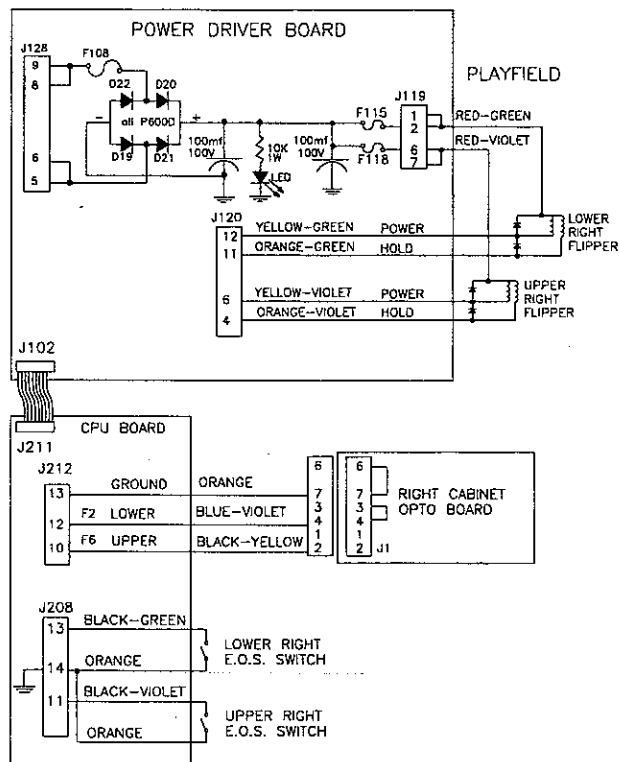 POWER DRIVER BOARD
J128
9
8
6
5
F108
D22
D20
all P600D
D19
D21
-
+
100mf
100V
10K
1W
LED
100mf
100V
F115
F118
J119
1
2
6
7
PLAYFIELD
RED-GREEN
RED-VIOLET
J120
12
11
6
4
YELLOW-GREEN POWER
ORANGE-GREEN HOLD
YELLOW-VIOLET POWER
ORANGE-VIOLET HOLD
LOWER
RIGHT
FLIPPER
UPPER
RIGHT
FLIPPER
J102
J211
CPU BOARD
J212
13
12
10
GROUND ORANGE
F2 LOWER BLUE-VIOLET
F6 UPPER BLACK-YELLOW
6
7
3
4
1
2
6
7
3
4
1
2
J1
RIGHT CABINET
OPTO BOARD
J208
13
14
11
BLACK-GREEN
ORANGE
BLACK-VIOLET
ORANGE
LOWER RIGHT
E.O.S. SWITCH
UPPER RIGHT
E.O.S. SWITCH